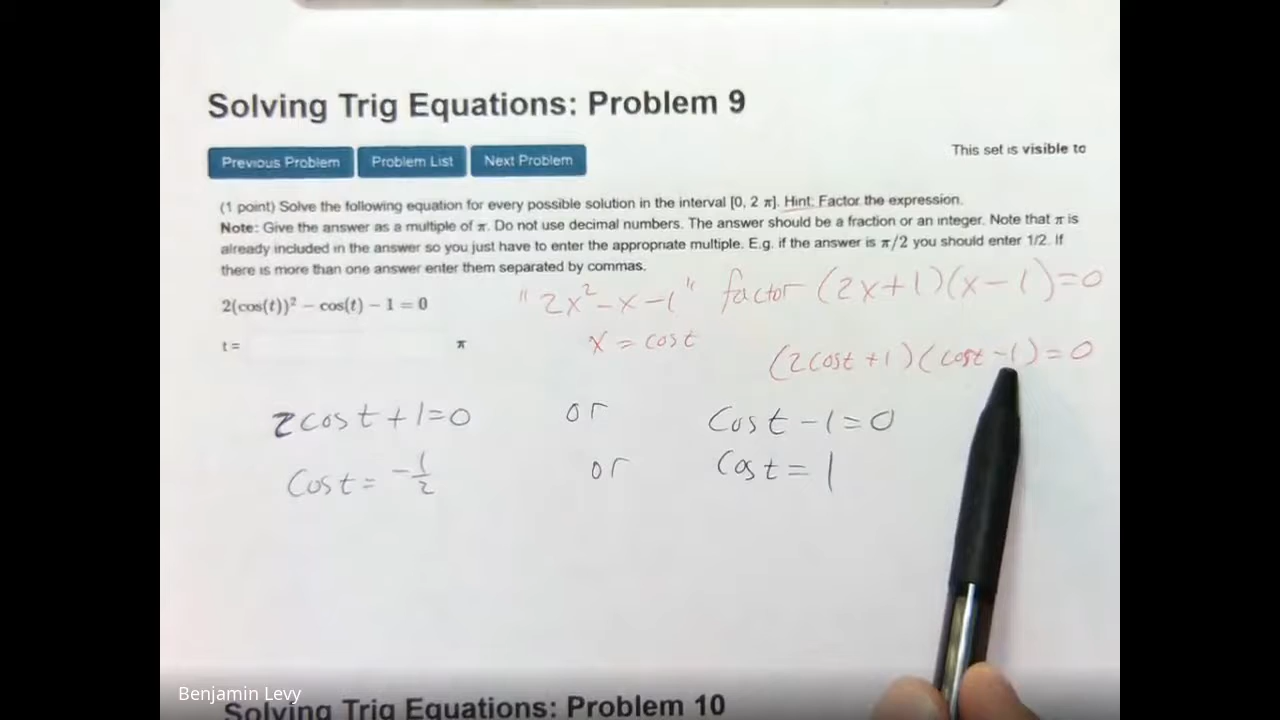 Solving Trig Equations: Problem 9
Previous Problem Problem List Next Problem
This set is visible to
(1 point) Solve the following equation for every possible solution in the interval [0, 2 π]. Hint: Factor the expression.
Note: Give the answer as a multiple of π. Do not use decimal numbers. The answer should be a fraction or an integer. Note that π is
already included in the answer so you just have to enter the appropriate multiple. E.g. if the answer is π/2 you should enter 1/2. If
there is more than one answer enter them separated by commas.
"2x² - x - 1" factor (2x+1)(x-1)=0
2(cos(t))² − cos(t) − 1 = 0
t = π
x = cost
(2cost +1)(cost -1)=0
2cost+1=0 or cost-1=0
cost= -1/2 or cost= 1
Benjamin Levy
Solving Trig Equations: Problem 10